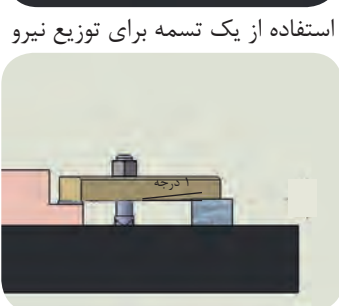 استفاده از یک تسمه برای توزیع نیرو
۱ درجه